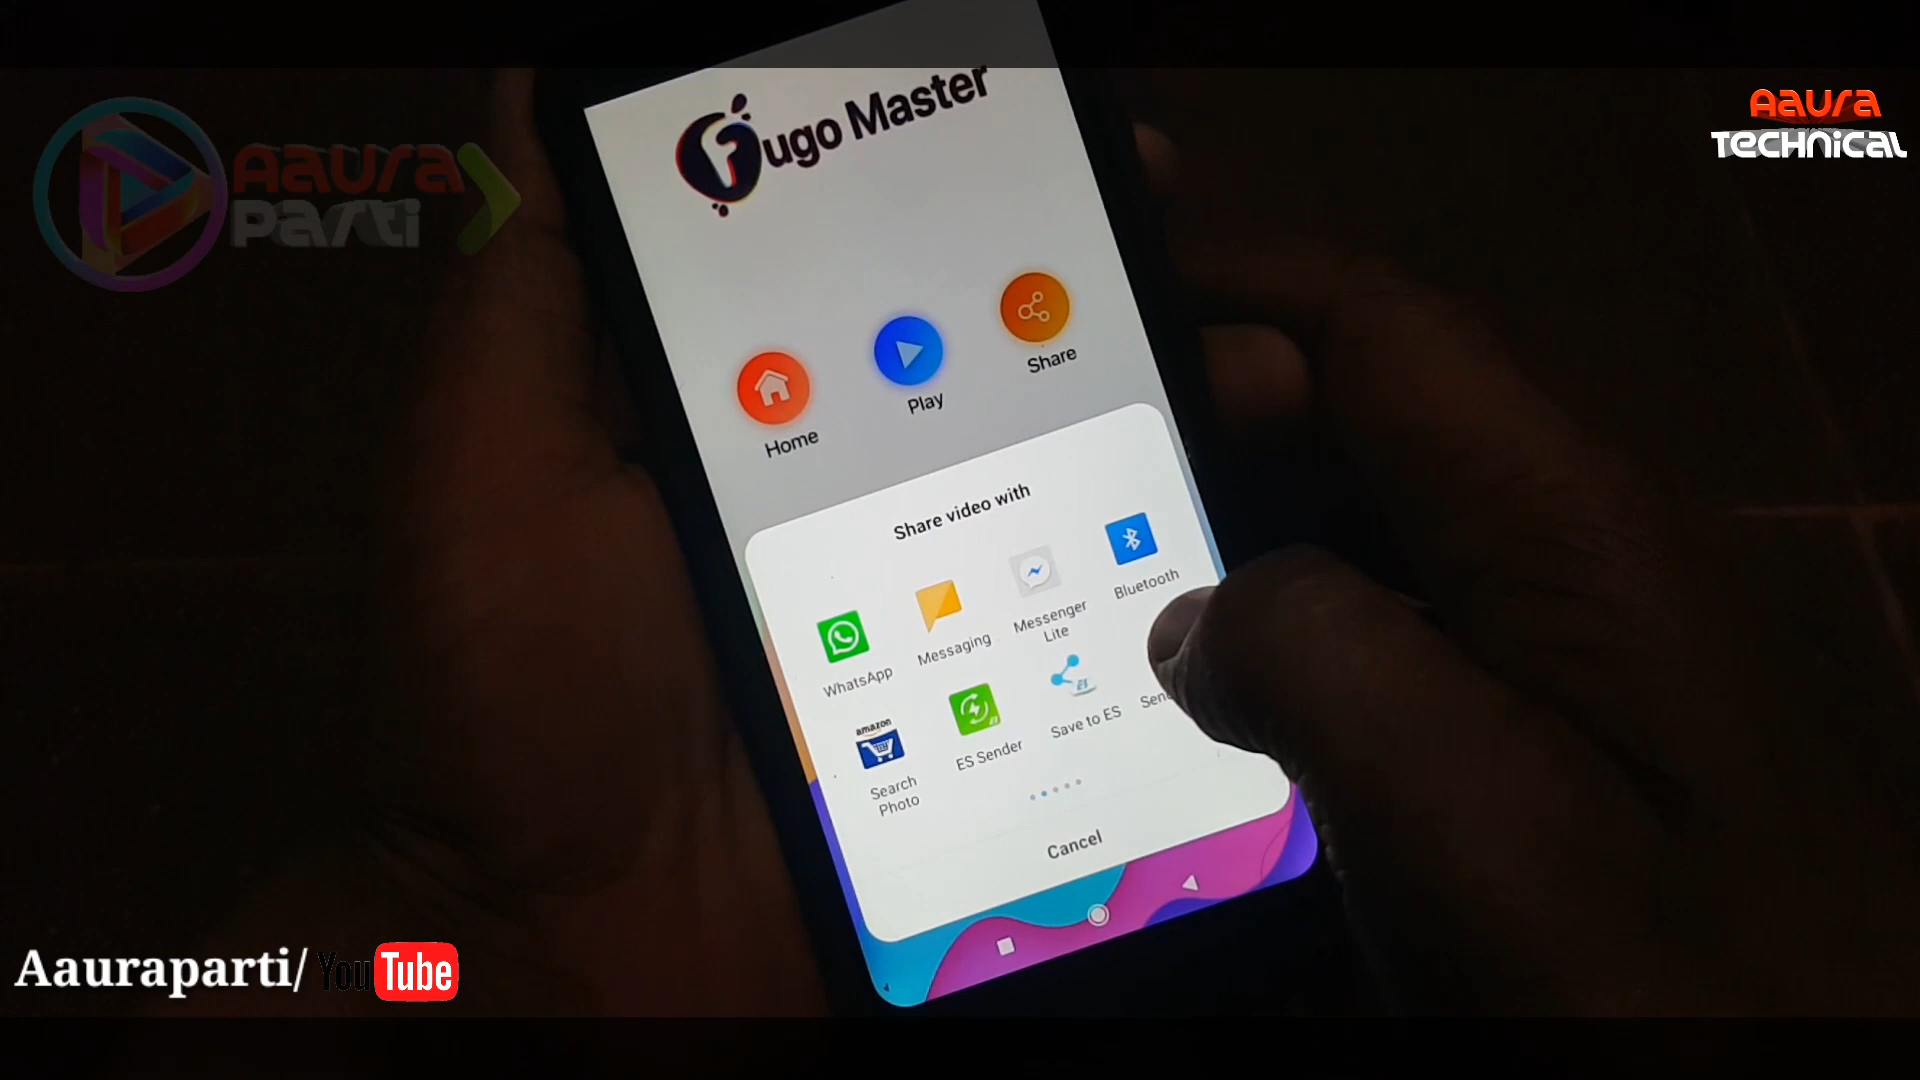 Fugo Master
Aaura
TECHNiCAL
Aaura
Parti
Home
Play
Share
Share video with
WhatsApp
Messaging
Messenger
Lite
Bluetooth
amazon
Search
Photo
ES Sender
ES
Save to ES
Cancel
Aauraparti/ YouTube